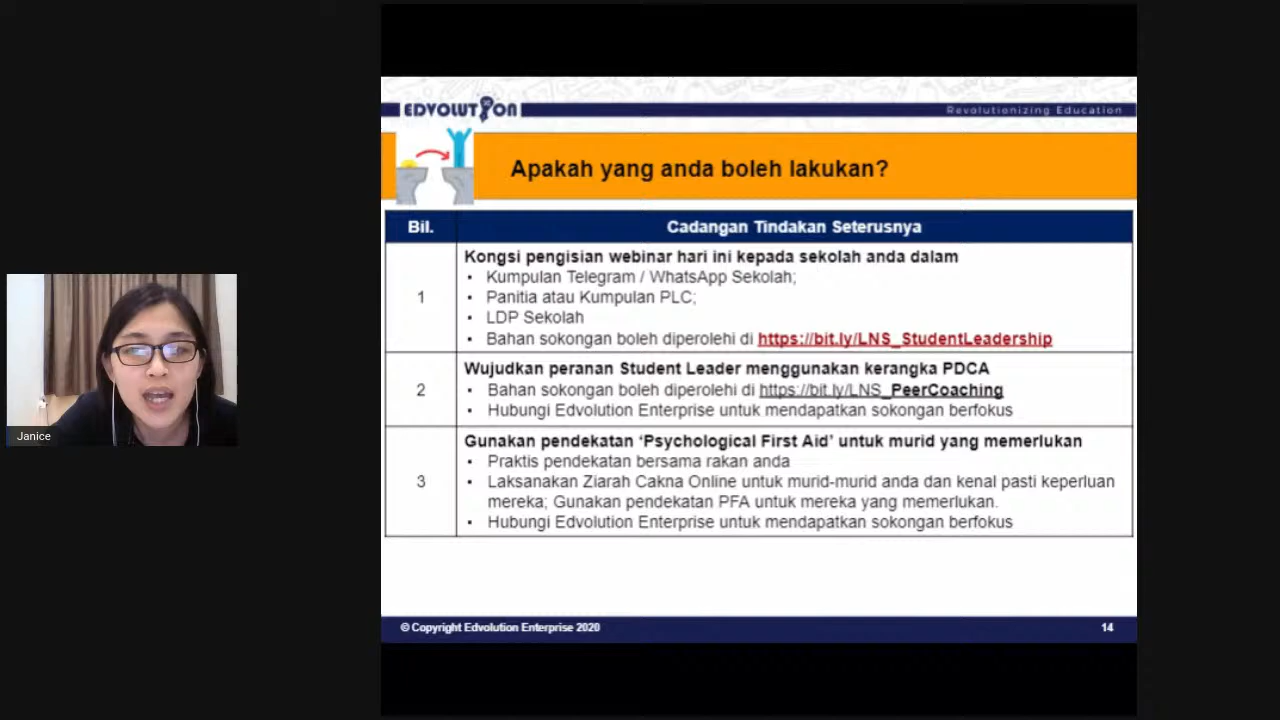 EDVOLUTION
Revolutionizing Education
Apakah yang anda boleh lakukan?
Bil.
Cadangan Tindakan Seterusnya
1
Kongsi pengisian webinar hari ini kepada sekolah anda dalam
• Kumpulan Telegram / WhatsApp Sekolah;
• Panitia atau Kumpulan PLC;
• LDP Sekolah
• Bahan sokongan boleh diperolehi di https://bit.ly/LNS_StudentLeadership
2
Wujudkan peranan Student Leader menggunakan kerangka PDCA
• Bahan sokongan boleh diperolehi di https://bit.ly/LNS_PeerCoaching
• Hubungi Edvolution Enterprise untuk mendapatkan sokongan berfokus
3
Gunakan pendekatan ‘Psychological First Aid’ untuk murid yang memerlukan
• Praktis pendekatan bersama rakan anda
• Laksanakan Ziarah Cakna Online untuk murid-murid anda dan kenal pasti keperluan
mereka; Gunakan pendekatan PFA untuk mereka yang memerlukan.
• Hubungi Edvolution Enterprise untuk mendapatkan sokongan berfokus
Janice
© Copyright Edvolution Enterprise 2020
14